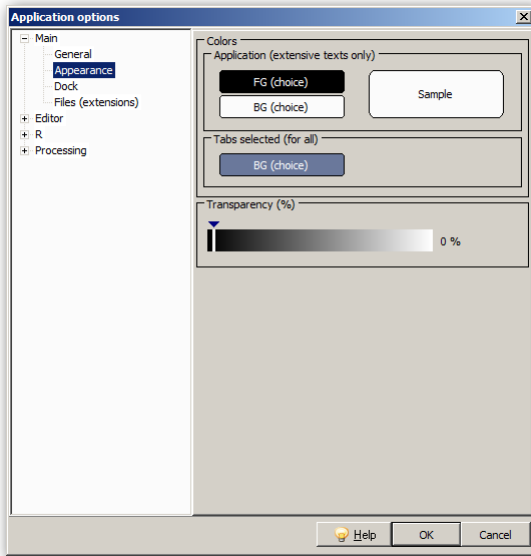 Application options
Main
General
Appearance
Dock
Files (extensions)
Editor
R
Processing
Colors
Application (extensive texts only)
FG (choice)
BG (choice)
Sample
Tabs selected (for all)
BG (choice)
Transparency (%)
0 %
Help
OK
Cancel